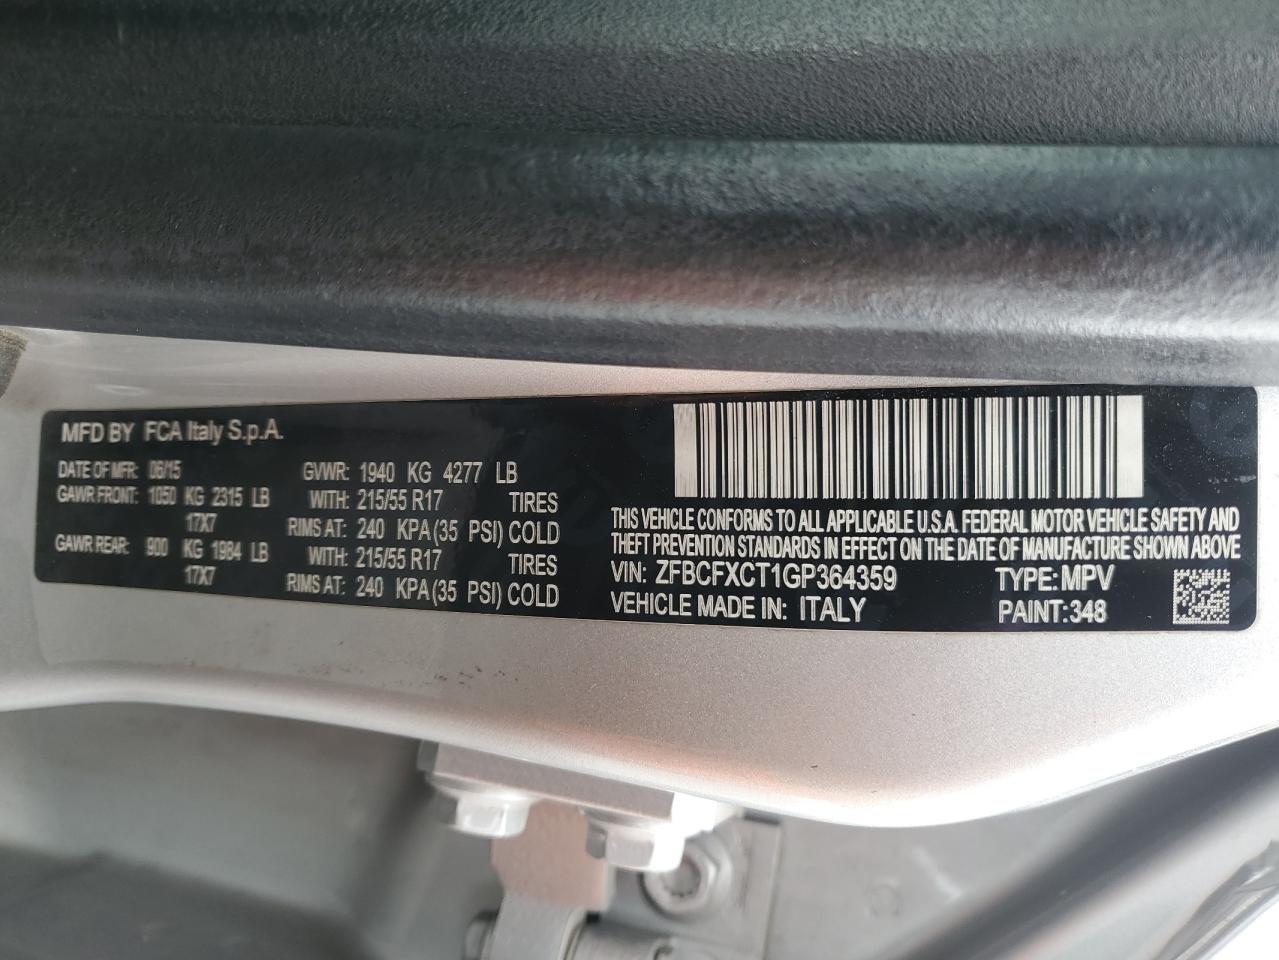 MFD BY FCA Italy S.p.A.
DATE OF MFR: 06/15 GVWR: 1940 KG 4277 LB
GAWR FRONT: 1050 KG 2315 LB WITH: 215/55 R17 TIRES
17X7 RIMS AT: 240 KPA (35 PSI) COLD
GAWR REAR: 900 KG 1984 LB WITH: 215/55 R17 TIRES
17X7 RIMS AT: 240 KPA (35 PSI) COLD
THIS VEHICLE CONFORMS TO ALL APPLICABLE U.S.A. FEDERAL MOTOR VEHICLE SAFETY AND
THEFT PREVENTION STANDARDS IN EFFECT ON THE DATE OF MANUFACTURE SHOWN ABOVE
VIN: ZFBCFXCT1GP364359 TYPE: MPV
VEHICLE MADE IN: ITALY PAINT: 348